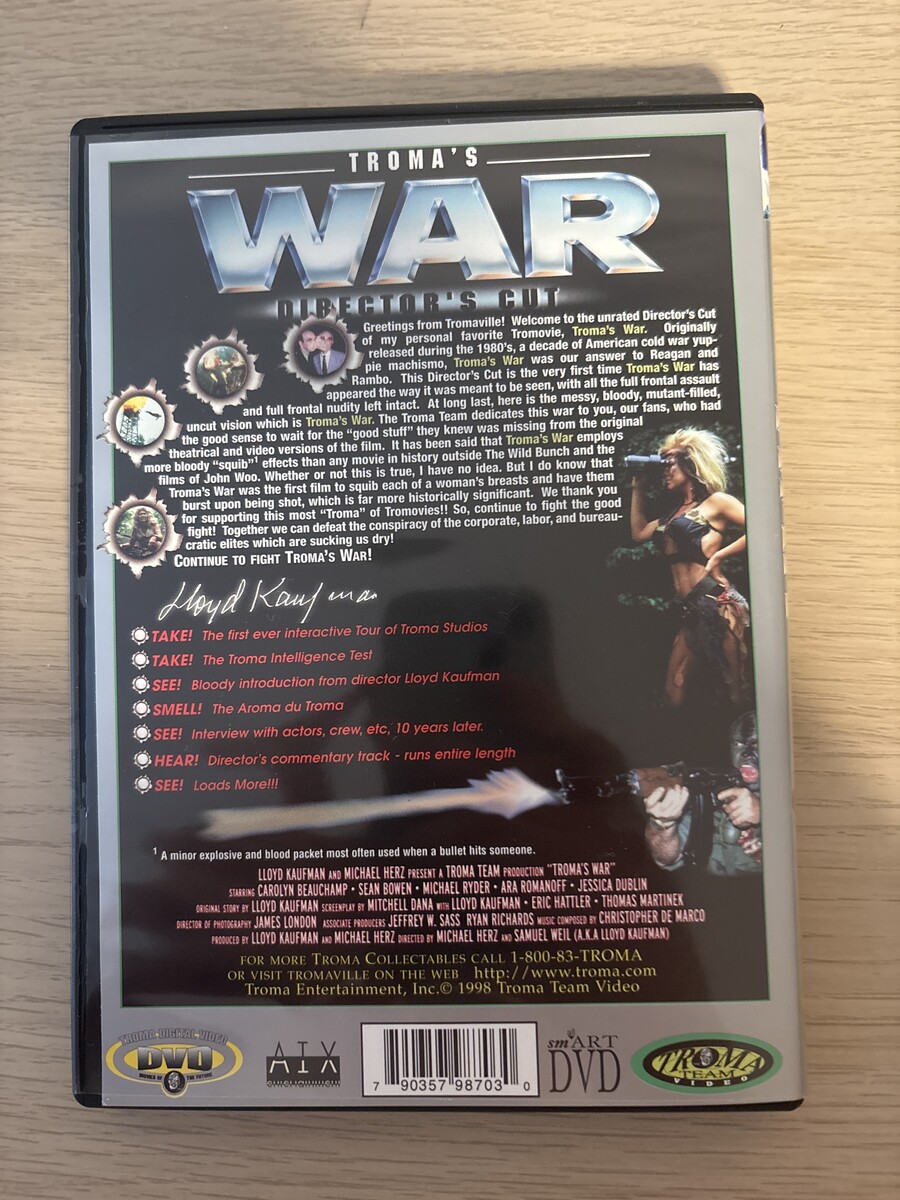 TROMA'S
WAR
DIRECTOR'S CUT
Greetings from Tromaville! Welcome to the unrated Director's Cut
of my personal favorite Tromovie, Troma's War. Originally
released during the 1980's, a decade of American cold war yup-
pie machismo, Troma's War was our answer to Reagan and
Rambo. This Director's Cut is the very first time Troma's War has
appeared the way it was meant to be seen, with all the full frontal assault
and full frontal nudity left intact. At long last, here is the messy, bloody, mutant-filled,
uncut vision which is Troma's War. The Troma Team dedicates this war to you, our fans, who had
the good sense to wait for the "good stuff" they knew was missing from the original
theatrical and video versions of the film. It has been said that Troma's War employs
more bloody "squib"¹ effects than any movie in history outside The Wild Bunch and the
films of John Woo. Whether or not this is true, I have no idea. But I do know that
Troma's War was the first film to squib each of a woman's breasts and have them
burst upon being shot, which is far more historically significant. We thank you
for supporting this most "Troma" of Tromovies!! So, continue to fight the good
fight! Together we can defeat the conspiracy of the corporate, labor, and bureau-
cratic elites which are sucking us dry!
CONTINUE TO FIGHT TROMA'S WAR!
Lloyd Kaufman
TAKE! The first ever interactive Tour of Troma Studios
TAKE! The Troma Intelligence Test
SEE! Bloody introduction from director Lloyd Kaufman
SMELL! The Aroma du Troma
SEE! Interview with actors, crew, etc, 10 years later.
HEAR! Director's commentary track - runs entire length
SEE! Loads More!!!
¹ A minor explosive and blood packet most often used when a bullet hits someone.
LLOYD KAUFMAN AND MICHAEL HERZ PRESENT A TROMA TEAM PRODUCTION "TROMA'S WAR"
STARRING CAROLYN BEAUCHAMP • SEAN BOWEN • MICHAEL RYDER • ARA ROMANOFF • JESSICA DUBLIN
ORIGINAL STORY BY LLOYD KAUFMAN SCREENPLAY BY MITCHELL DANA WITH LLOYD KAUFMAN • ERIC HATTLER • THOMAS MARTINEK
DIRECTOR OF PHOTOGRAPHY JAMES LONDON ASSOCIATE PRODUCERS JEFFREY W. SASS RYAN RICHARDS MUSIC COMPOSED BY CHRISTOPHER DE MARCO
PRODUCED BY LLOYD KAUFMAN AND MICHAEL HERZ DIRECTED BY MICHAEL HERZ AND SAMUEL WEIL (A.K.A LLOYD KAUFMAN)
FOR MORE TROMA COLLECTABLES CALL 1-800-83-TROMA
OR VISIT TROMAVILLE ON THE WEB http://www.troma.com
Troma Entertainment, Inc.© 1998 Troma Team Video
TROMA DIGITAL VIDEO
DVD
MOVIES OF THE FUTURE
AIX
7 90357 98703 0
sm'ART
DVD
TROMA
TEAM
VIDEO